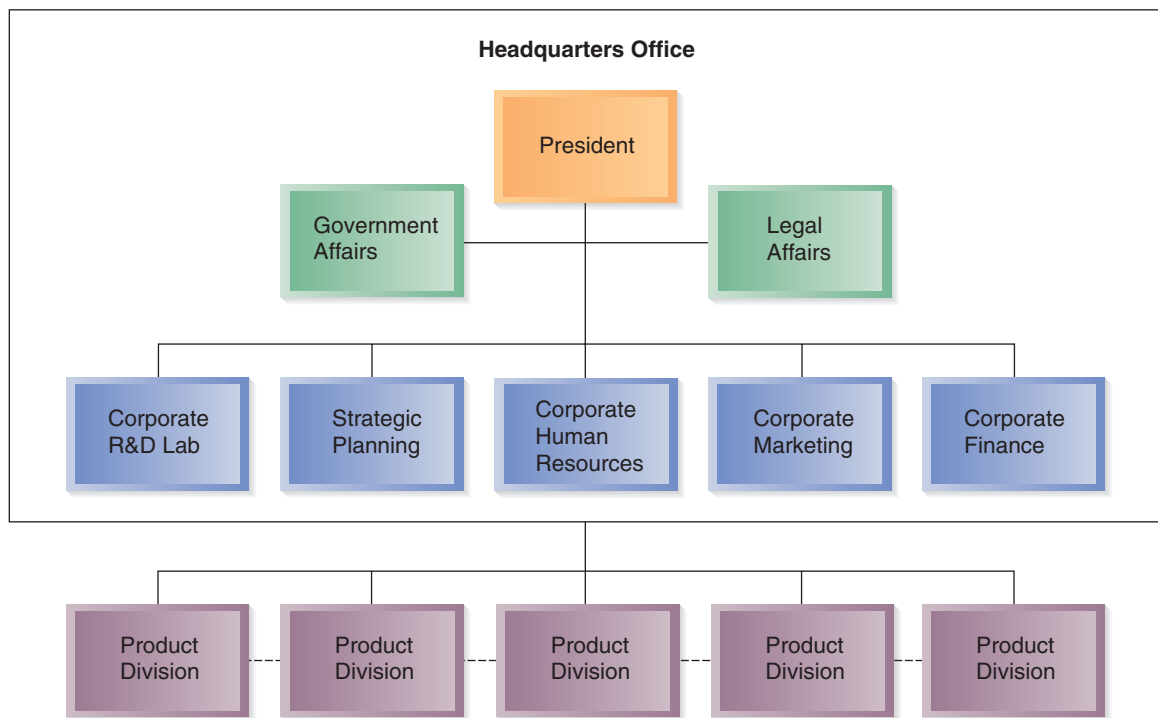 Headquarters Office
President
Government
Affairs
Legal
Affairs
Corporate
R&D Lab
Strategic
Planning
Corporate
Human
Resources
Corporate
Marketing
Corporate
Finance
Product
Division
Product
Division
Product
Division
Product
Division
Product
Division